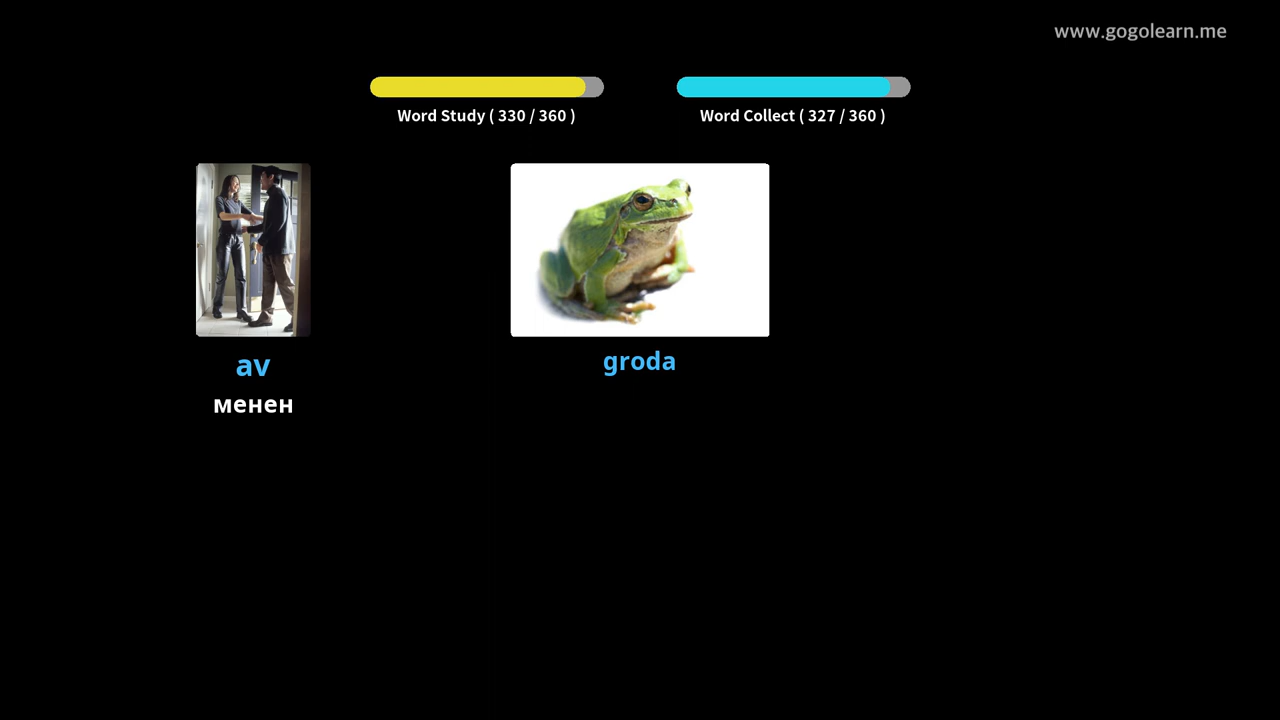 www.gogolearn.me
Word Study ( 330 / 360 )
Word Collect ( 327 / 360 )
av
менен
groda